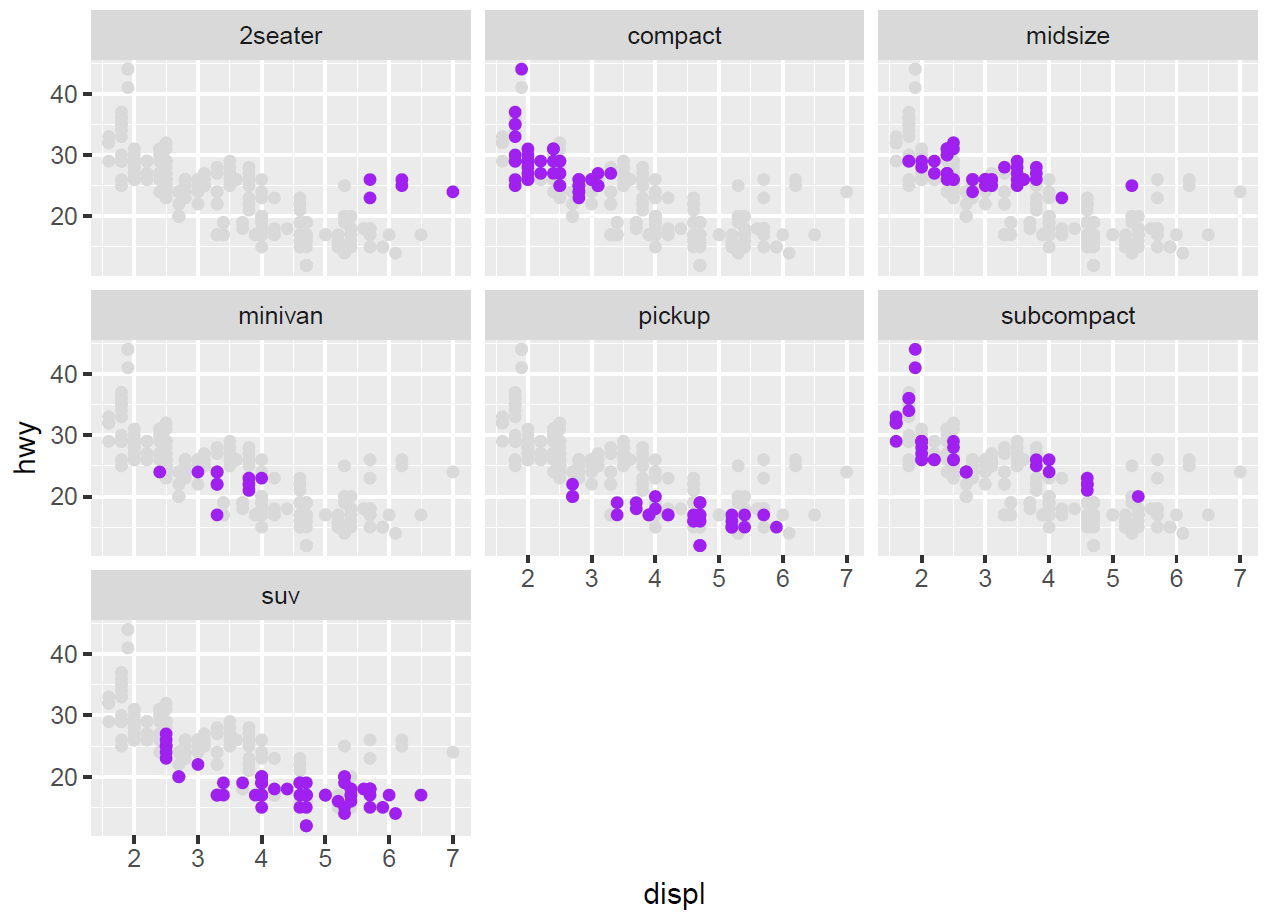 2seater compact midsize
40
30
20
minivan pickup subcompact
40
30
20
2 3 4 5 6 7 2 3 4 5 6 7
suv
40
30
20
2 3 4 5 6 7
hwy
displ